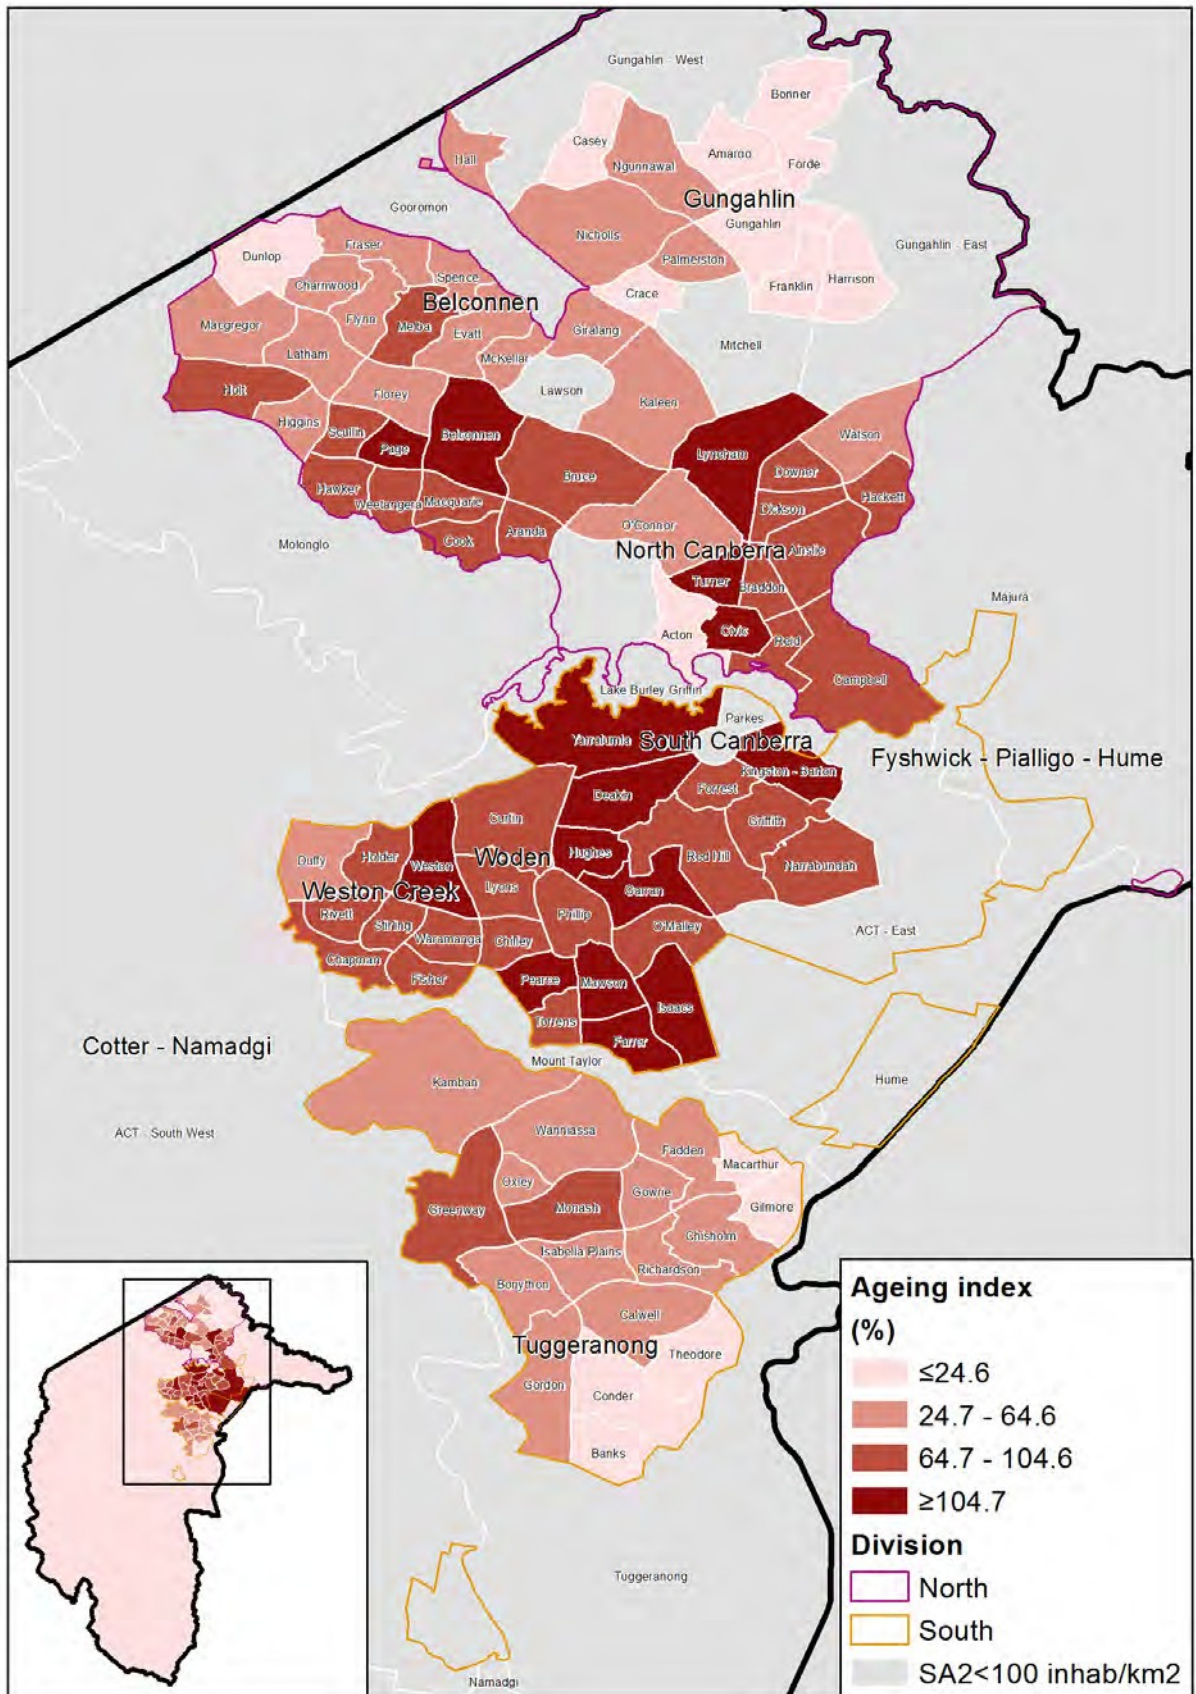 Gungahlin - West
Bonner
Casey
Amaroo
Hall
Ngunnawal
Forde
Gungahlin
Gooromon
Gungahlin
Nicholls
Gungahlin - East
Fraser
Dunlop
Palmerston
Spence
Charnwood
Harrison
Franklin
Crace
Belconnen
Flynn
Macgregor
Melba
Evatt
Giralang
Mitchell
Latham
McKellar
Holt
Florey
Lawson
Kaleen
Higgins
Scullin
Belconnen
Watson
Page
Lyneham
Downer
Bruce
Hawker
Weetangera
Macquarie
Hackett
Dickson
O'Connor
Aranda
Cook
Molonglo
North Canberra
Ainslie
Turner
Braddon
Majura
Acton
Civic
Reid
Campbell
Lake Burley Griffin
Parkes
Yarralumla
South Canberra
Fyshwick - Pialligo - Hume
Kingston - Barton
Forrest
Deakin
Curtin
Griffith
Duffy
Holder
Weston
Woden
Hughes
Red Hill
Narrabundah
Weston Creek
Lyons
Garran
Rivett
Stirling
Phillip
Waramanga
Chifley
O'Malley
ACT - East
Chapman
Fisher
Pearce
Mawson
Isaacs
Torrens
Farrer
Cotter - Namadgi
Mount Taylor
Kambah
Hume
ACT - South West
Wanniassa
Fadden
Macarthur
Oxley
Gowrie
Greenway
Monash
Gilmore
Chisholm
Isabella Plains
Richardson
Bonython
Calwell
Tuggeranong
Theodore
Gordon
Conder
Banks
Tuggeranong
Namadgi
Ageing index
(%)
≤24.6
24.7 - 64.6
64.7 - 104.6
≥104.7
Division
North
South
SA2<100 inhab/km2